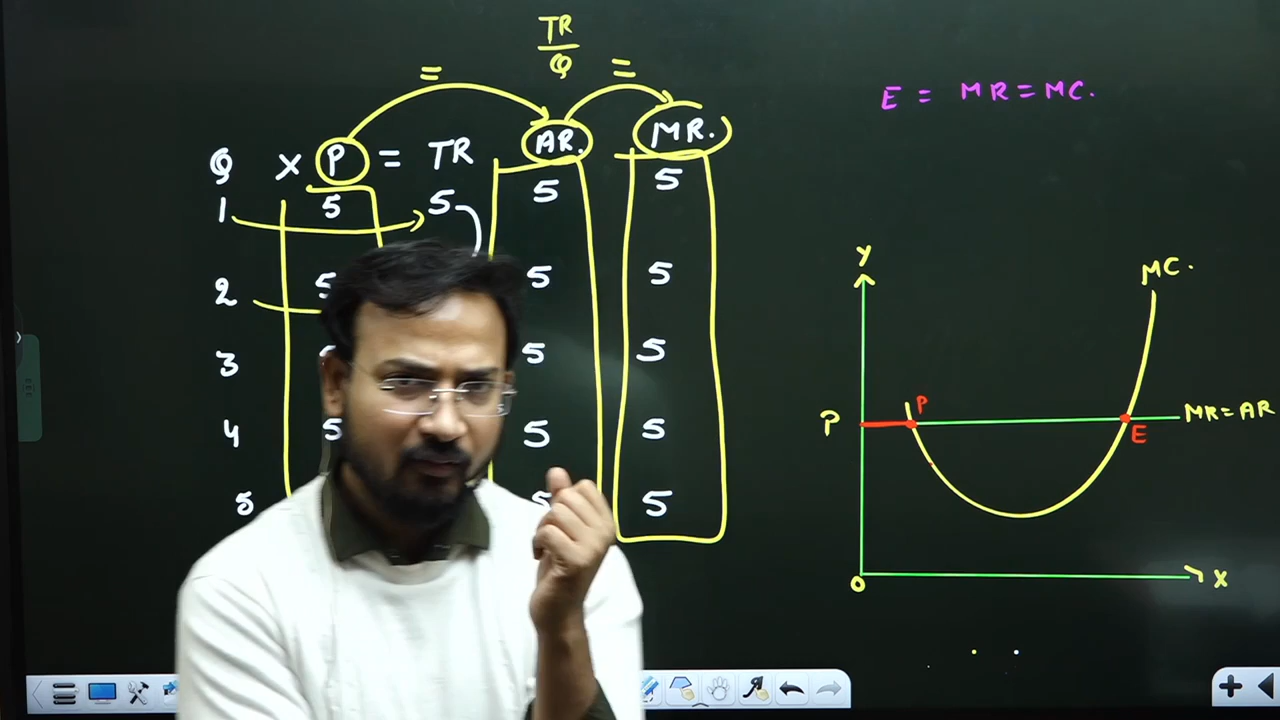 TR
Q
= =
Q × P = TR AR. MR.
1 5 5 5 5
2 5 5 5
3 5 5
4 5 5 5
5 5 5
E = MR = MC.
Y
MC.
P P MR = AR
E
O X